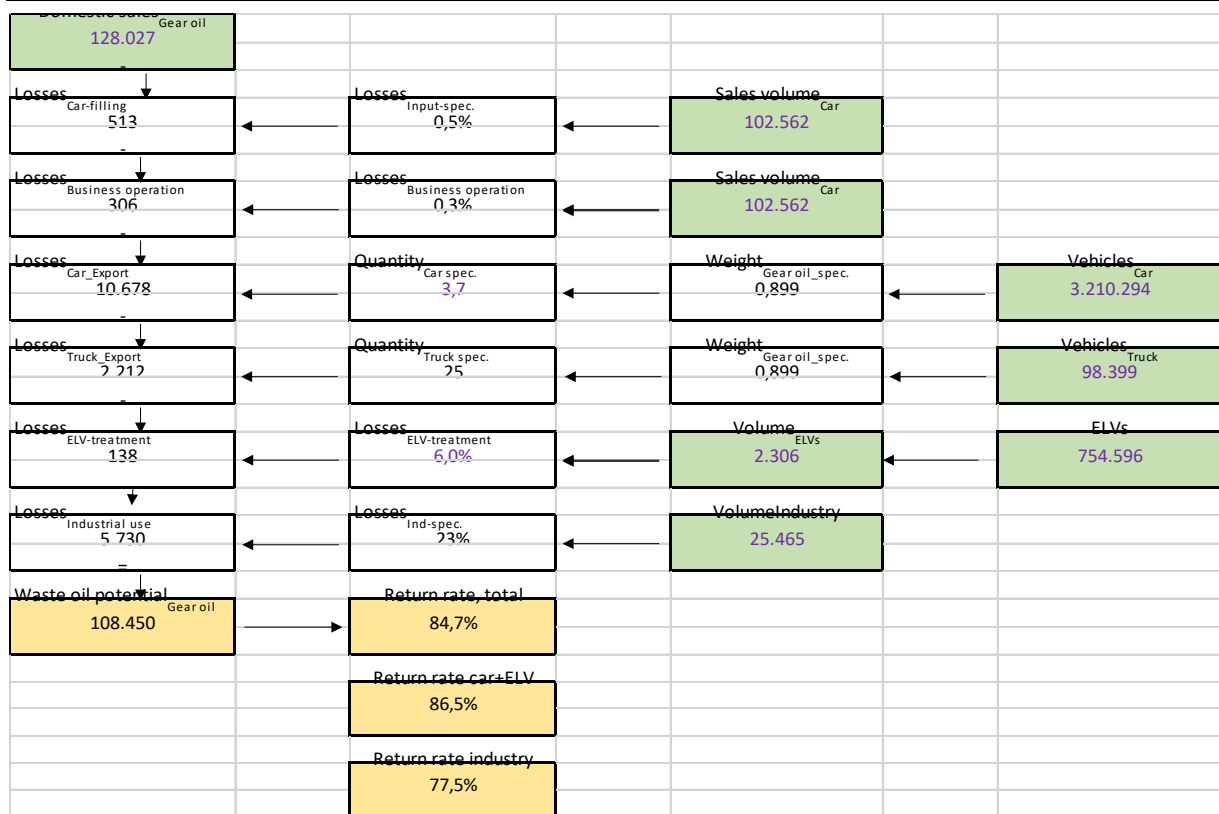 Domestic sales Gear oil
128.027
-
Losses Car-filling
513
-
Losses Input-spec.
0,5%
Sales volume Car
102.562
Losses Business operation
306
-
Losses Business operation
0,3%
Sales volume Car
102.562
Losses Car_Export
10.678
-
Quantity Car spec.
3,7
Weight Gear oil_spec.
0,899
Vehicles Car
3.210.294
Losses Truck_Export
2.212
-
Quantity Truck spec.
25
Weight Gear oil_spec.
0,899
Vehicles Truck
98.399
Losses ELV-treatment
138
Losses ELV-treatment
6,0%
Volume ELVs
2.306
ELVs
754.596
Losses Industrial use
5.730
=
Losses Ind-spec.
23%
VolumeIndustry
25.465
Waste oil potential Gear oil
108.450
Return rate, total
84,7%
Return rate car+ELV
86,5%
Return rate industry
77,5%